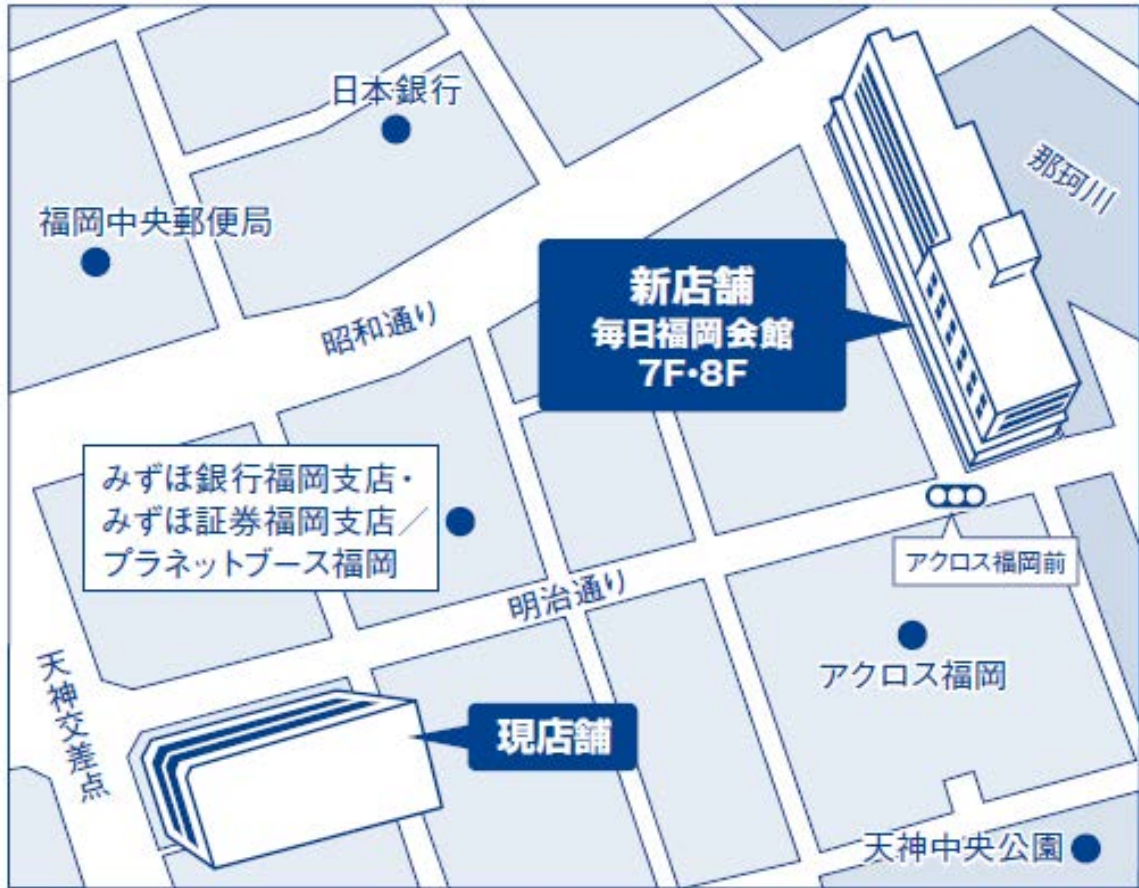 日本銀行
福岡中央郵便局
那珂川
新店舗
毎日福岡会館
7F・8F
昭和通り
みずほ銀行福岡支店・
みずほ証券福岡支店／
プラネットブース福岡
アクロス福岡前
明治通り
アクロス福岡
天神交差点
現店舗
天神中央公園